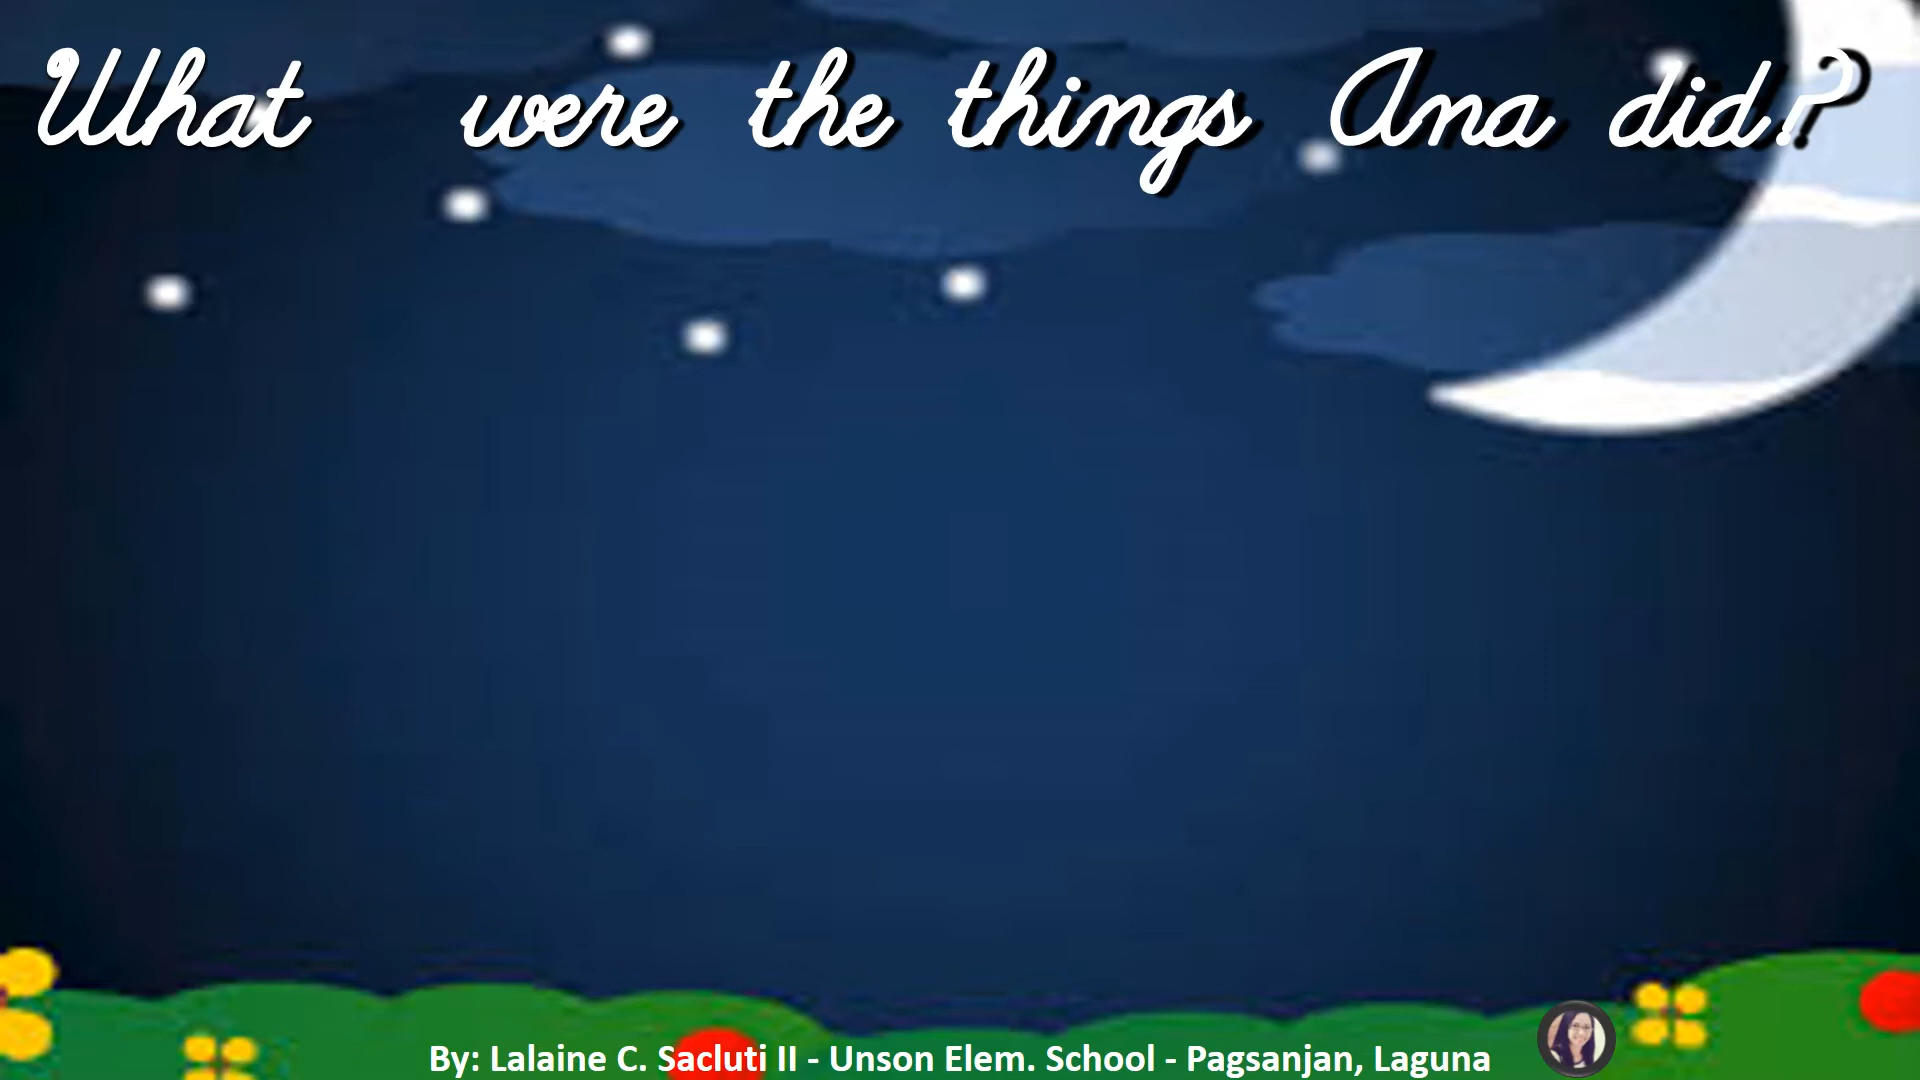 What were the things Ana did?
By: Lalaine C. Sacluti II - Unson Elem. School - Pagsanjan, Laguna